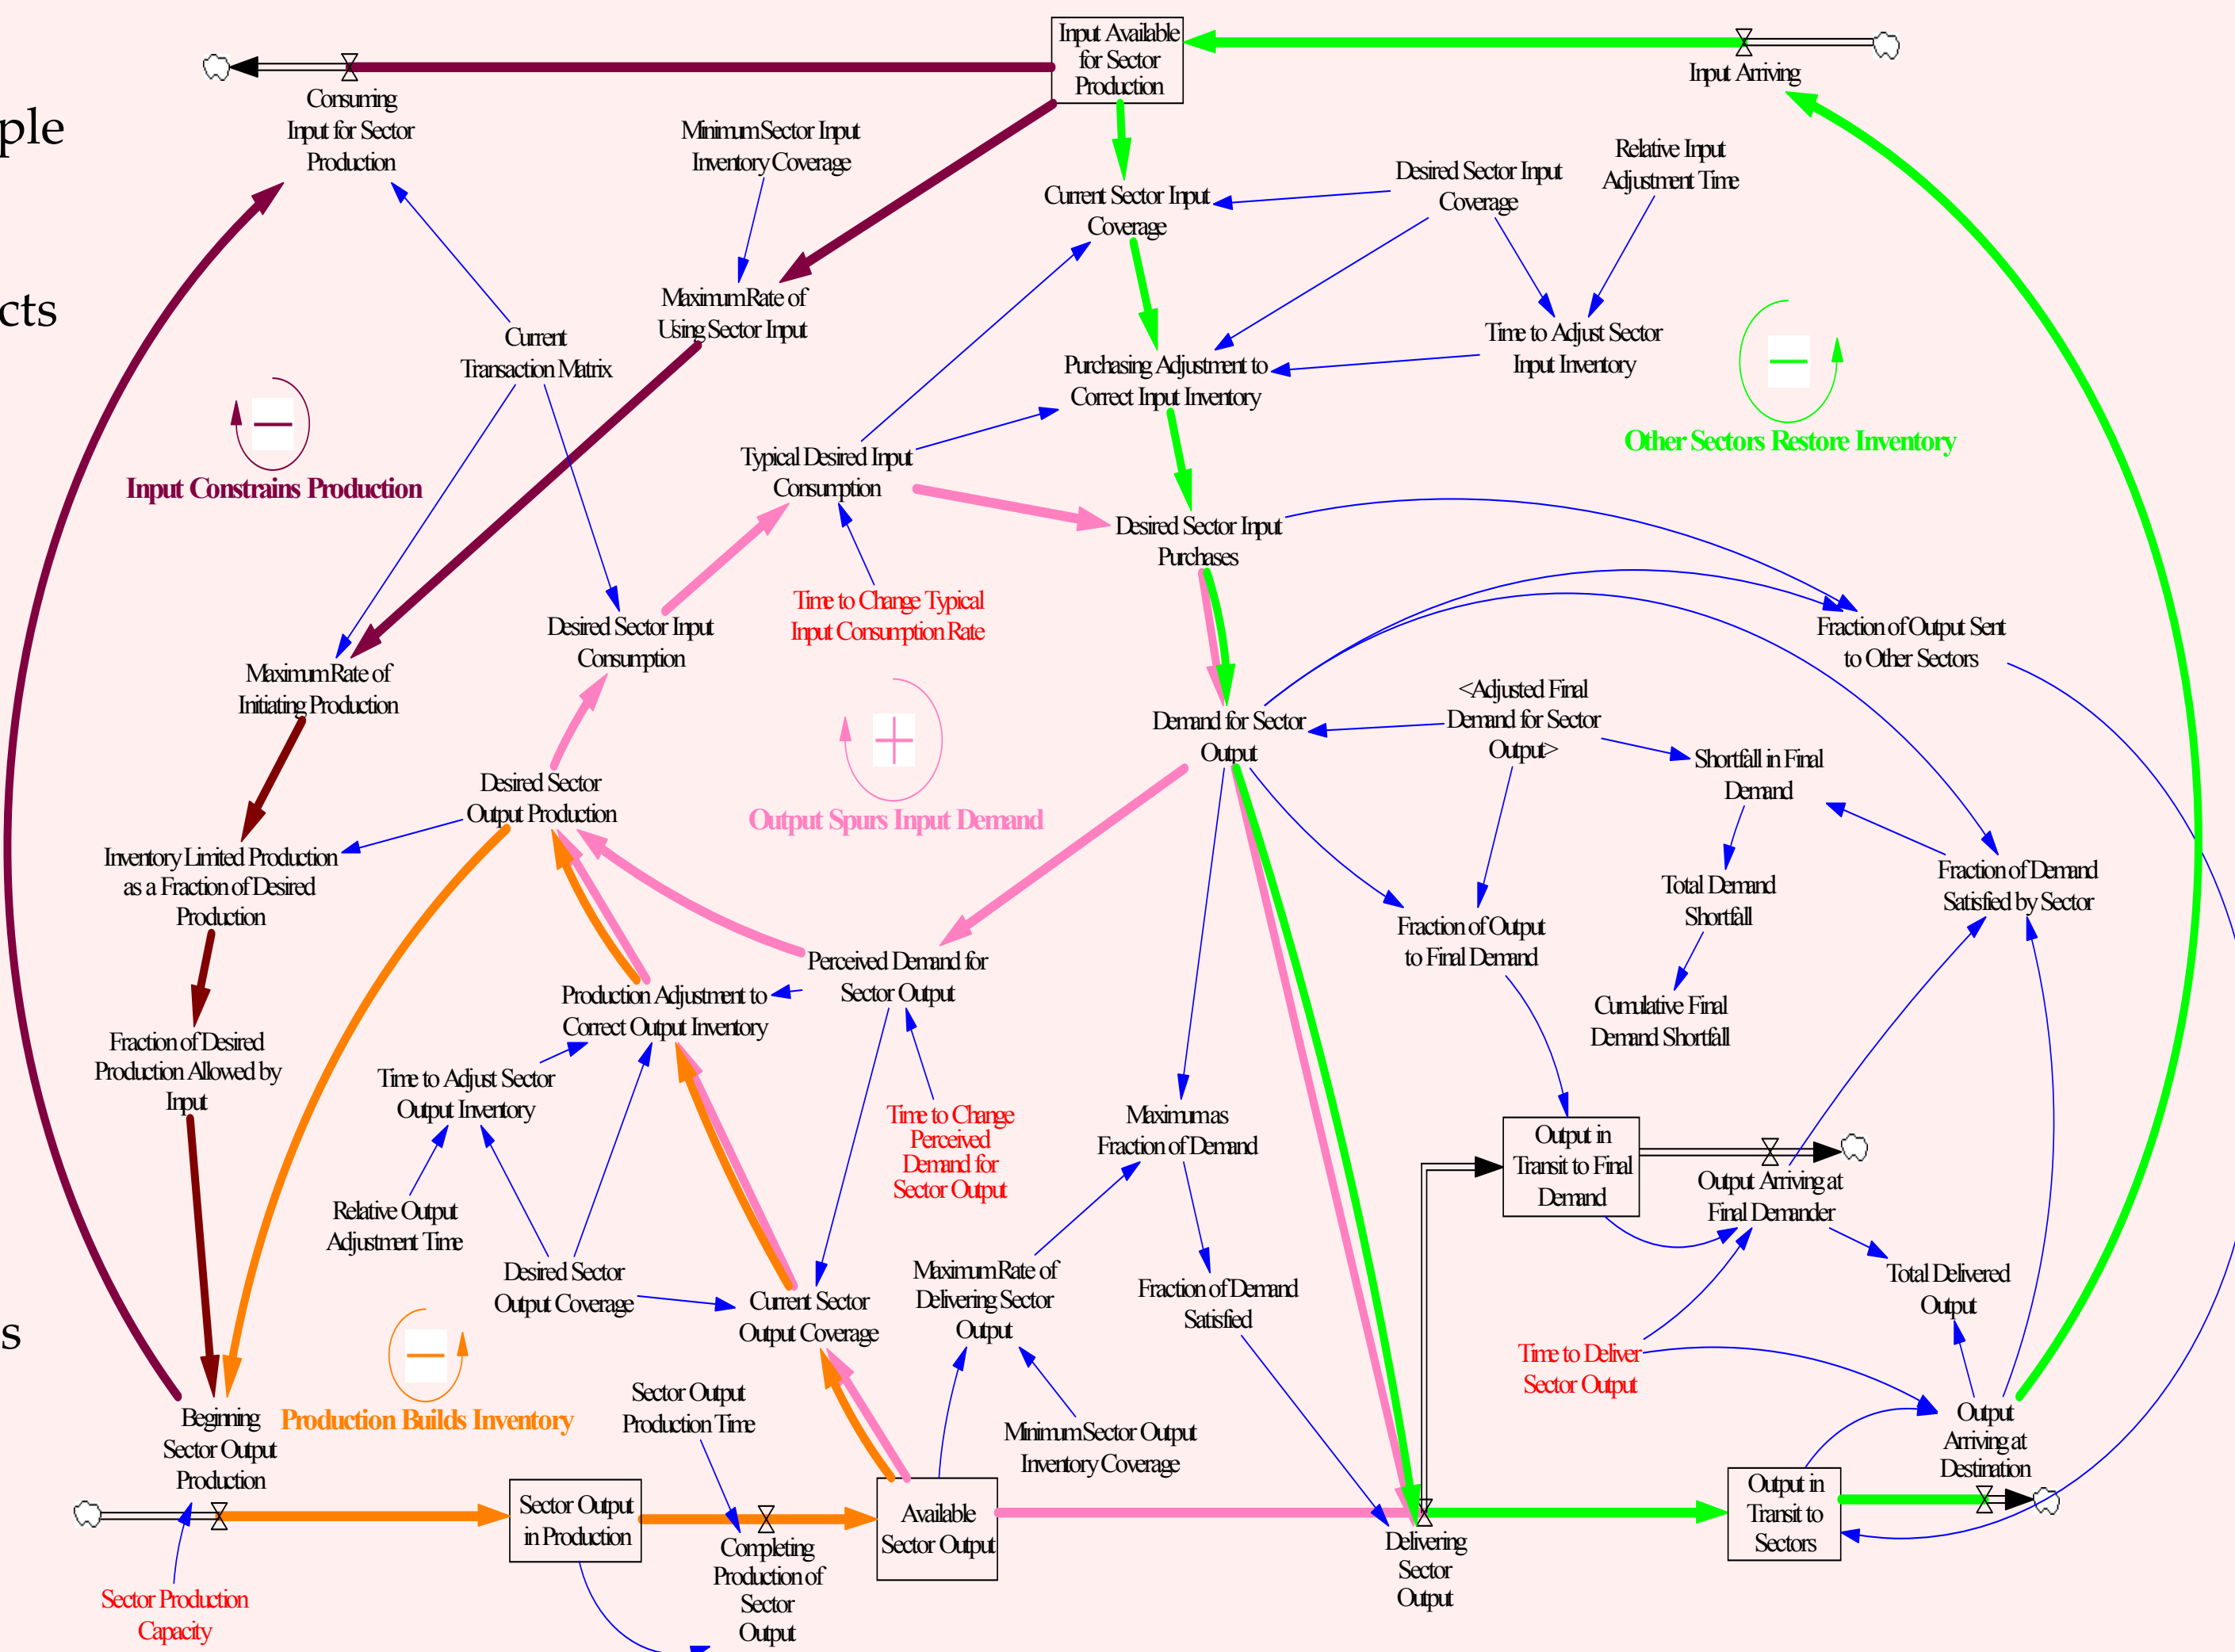 ple
cts
s
Input Available
for Sector
Production
Input Arriving
Consuming
Input for Sector
Production
Minimum Sector Input
Inventory Coverage
Current Sector Input
Coverage
Desired Sector Input
Coverage
Relative Input
Adjustment Time
Maximum Rate of
Using Sector Input
Current
Transaction Matrix
Purchasing Adjustment to
Correct Input Inventory
Time to Adjust Sector
Input Inventory
Other Sectors Restore Inventory
Input Constrains Production
Typical Desired Input
Consumption
Desired Sector Input
Purchases
Time to Change Typical
Input Consumption Rate
Desired Sector Input
Consumption
Fraction of Output Sent
to Other Sectors
Maximum Rate of
Initiating Production
Demand for Sector
Output
<Adjusted Final
Demand for Sector
Output>
Shortfall in Final
Demand
Desired Sector
Output Production
Output Spurs Input Demand
Inventory Limited Production
as a Fraction of Desired
Production
Total Demand
Shortfall
Fraction of Demand
Satisfied by Sector
Fraction of Output
to Final Demand
Perceived Demand for
Sector Output
Production Adjustment to
Correct Output Inventory
Cumulative Final
Demand Shortfall
Fraction of Desired
Production Allowed by
Input
Time to Adjust Sector
Output Inventory
Time to Change
Perceived
Demand for
Sector Output
Maximum as
Fraction of Demand
Output in
Transit to Final
Demand
Output Arriving at
Final Demander
Relative Output
Adjustment Time
Desired Sector
Output Coverage
Current Sector
Output Coverage
Maximum Rate of
Delivering Sector
Output
Fraction of Demand
Satisfied
Total Delivered
Output
Time to Deliver
Sector Output
Sector Output
Production Time
Minimum Sector Output
Inventory Coverage
Beginning
Sector Output
Production
Production Builds Inventory
Output
Arriving at
Destination
Sector Output
in Production
Available
Sector Output
Output in
Transit to
Sectors
Completing
Production of
Sector
Output
Delivering
Sector
Output
Sector Production
Capacity